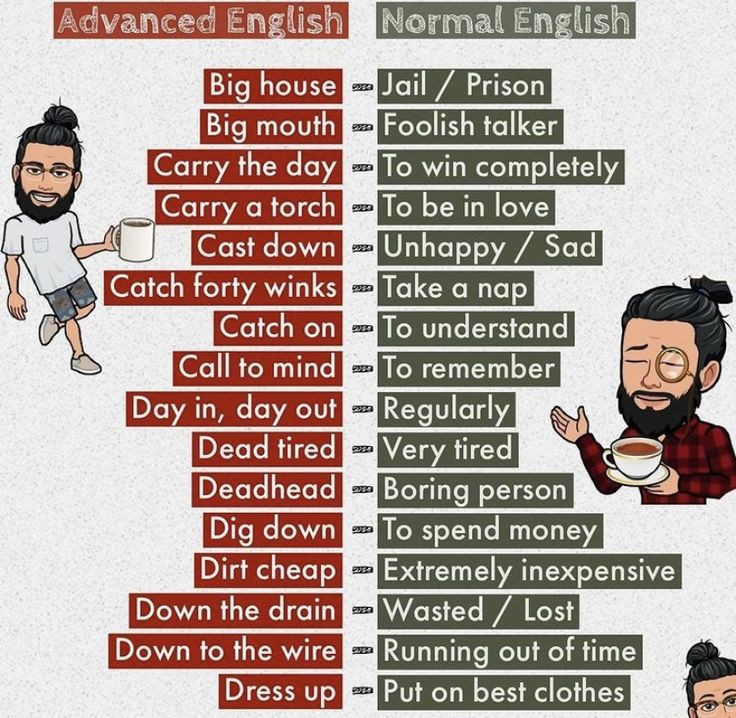 Advanced English Normal English
Big house = Jail / Prison
Big mouth = Foolish talker
Carry the day = To win completely
Carry a torch = To be in love
Cast down = Unhappy / Sad
Catch forty winks = Take a nap
Catch on = To understand
Call to mind = To remember
Day in, day out = Regularly
Dead tired = Very tired
Deadhead = Boring person
Dig down = To spend money
Dirt cheap = Extremely inexpensive
Down the drain = Wasted / Lost
Down to the wire = Running out of time
Dress up = Put on best clothes